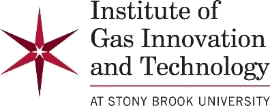 Institute of
Gas Innovation
and Technology
AT STONY BROOK UNIVERSITY